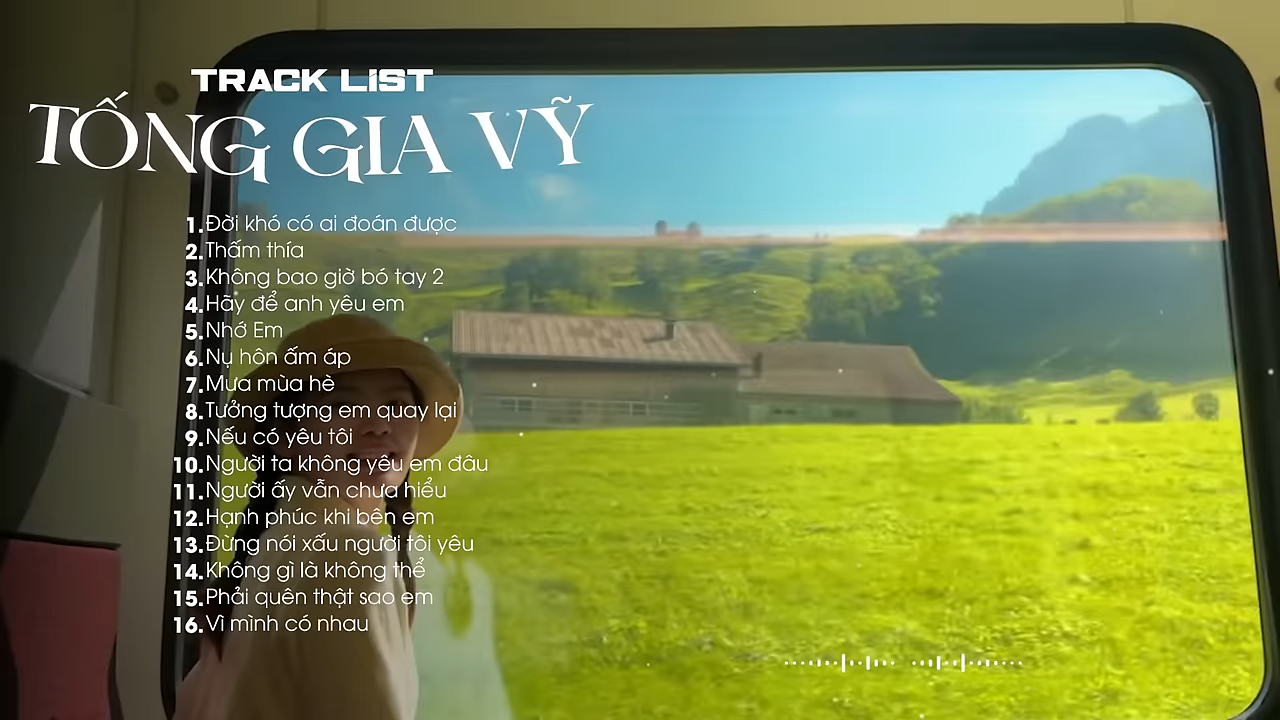 TRACK LIST
TỐNG GIA VỸ
1. Đời khó có ai đoán được
2. Thấm thía
3. Không bao giờ bó tay 2
4. Hãy để anh yêu em
5. Nhớ Em
6. Nụ hôn ấm áp
7. Mưa mùa hè
8. Tưởng tượng em quay lại
9. Nếu có yêu tôi
10. Người ta không yêu em đâu
11. Người ấy vẫn chưa hiểu
12. Hạnh phúc khi bên em
13. Đừng nói xấu người tôi yêu
14. Không gì là không thể
15. Phải quên thật sao em
16. Vì mình có nhau